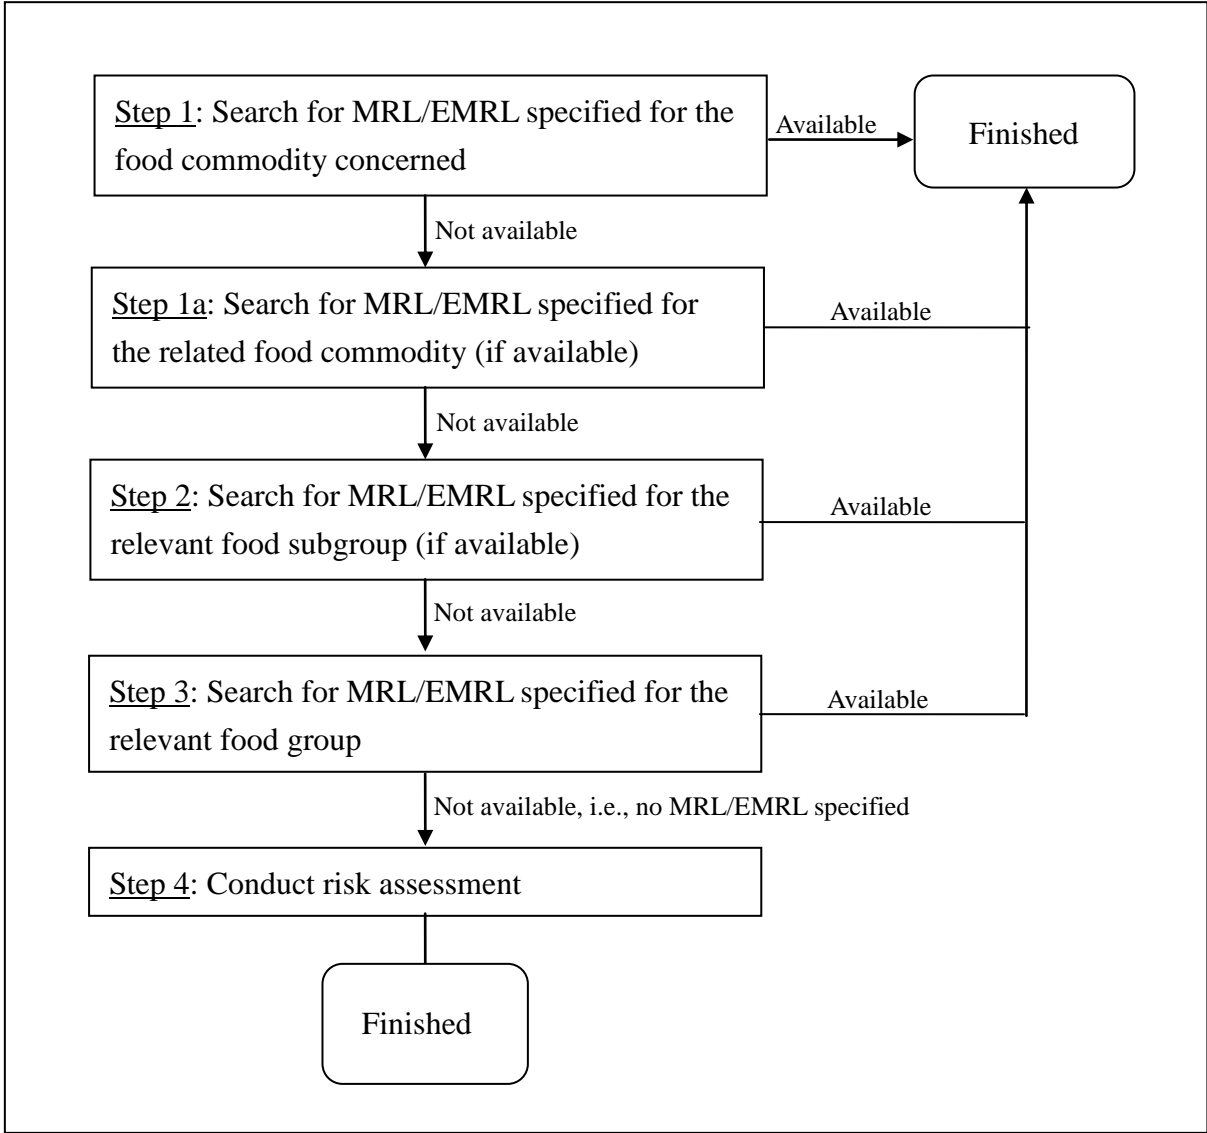 Step 1: Search for MRL/EMRL specified for the
food commodity concerned
Available
Finished
Not available
Step 1a: Search for MRL/EMRL specified for
the related food commodity (if available)
Available
Not available
Step 2: Search for MRL/EMRL specified for the
relevant food subgroup (if available)
Available
Not available
Step 3: Search for MRL/EMRL specified for the
relevant food group
Available
Not available, i.e., no MRL/EMRL specified
Step 4: Conduct risk assessment
Finished